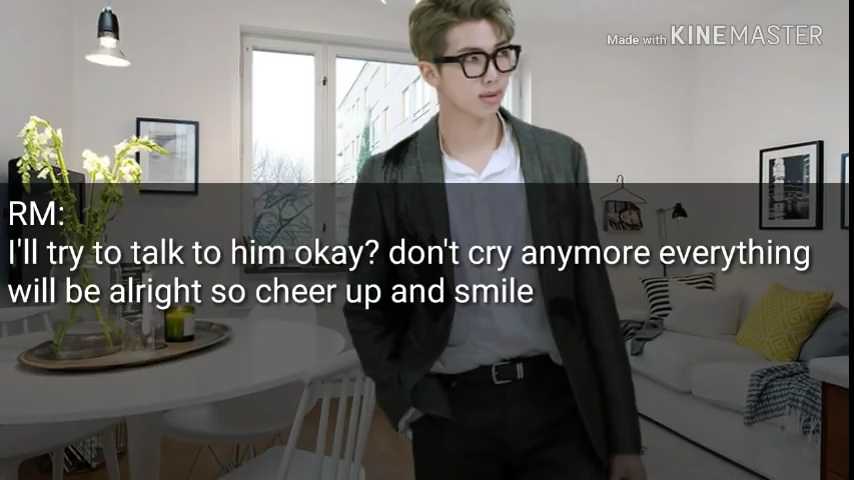 Made with KINEMASTER
RM:
I'll try to talk to him okay? don't cry anymore everything
will be alright so cheer up and smile